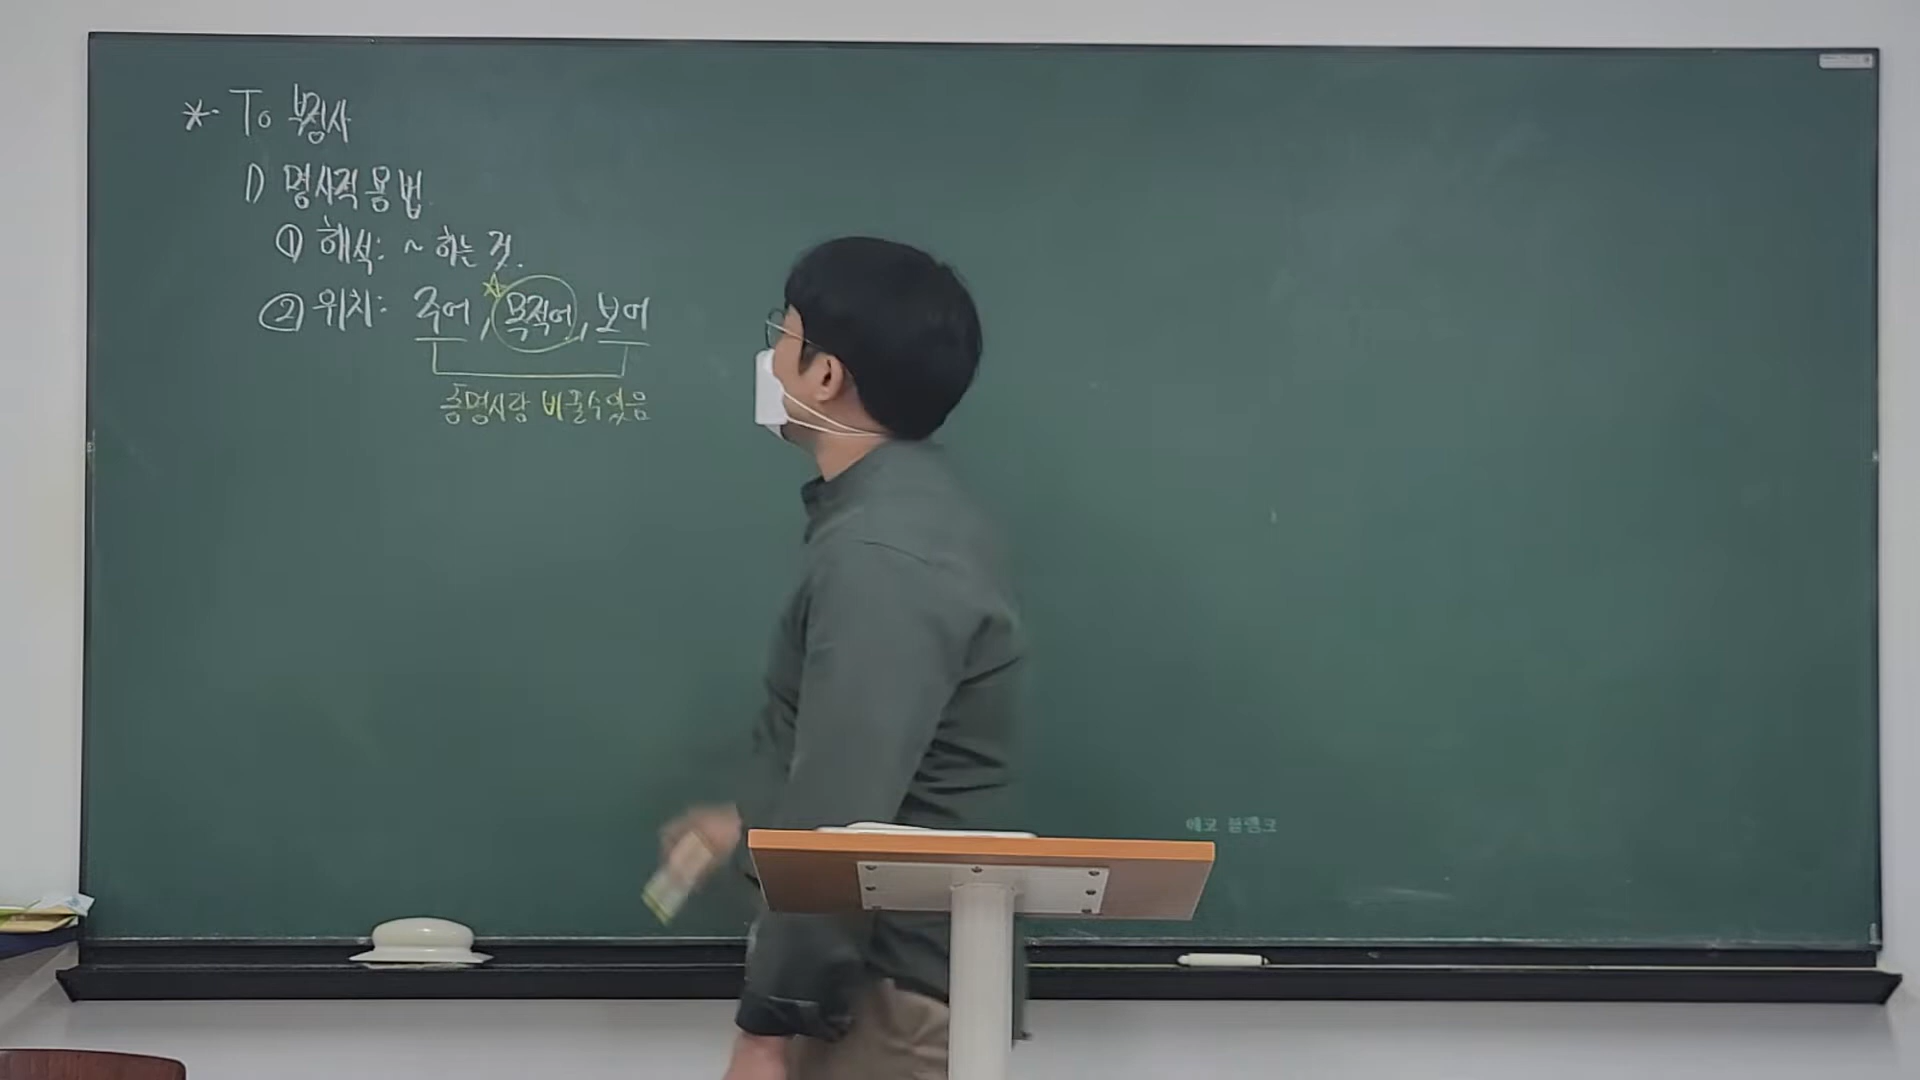 * To 부정사
1) 명사적 용법
① 해석: ~ 하는 것.
② 위치: 주어, ☆목적어, 보어
동명사랑 바꿀수있음
에코 블랭크